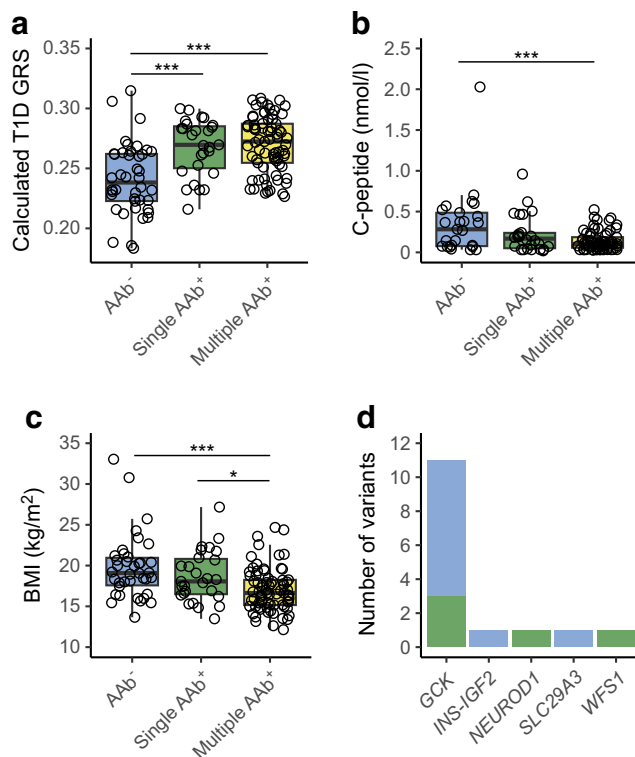 a
Calculated T1D GRS
0.35
0.30
0.25
0.20
***
***
AAb⁻
Single AAb⁺
Multiple AAb⁺
b
C-peptide (nmol/l)
2.5
2.0
1.5
1.0
0.5
0
***
AAb⁻
Single AAb⁺
Multiple AAb⁺
c
BMI (kg/m²)
35
30
25
20
15
10
***
*
AAb⁻
Single AAb⁺
Multiple AAb⁺
d
Number of variants
12
10
8
6
4
2
0
GCK
INS-IGF2
NEUROD1
SLC29A3
WFS1